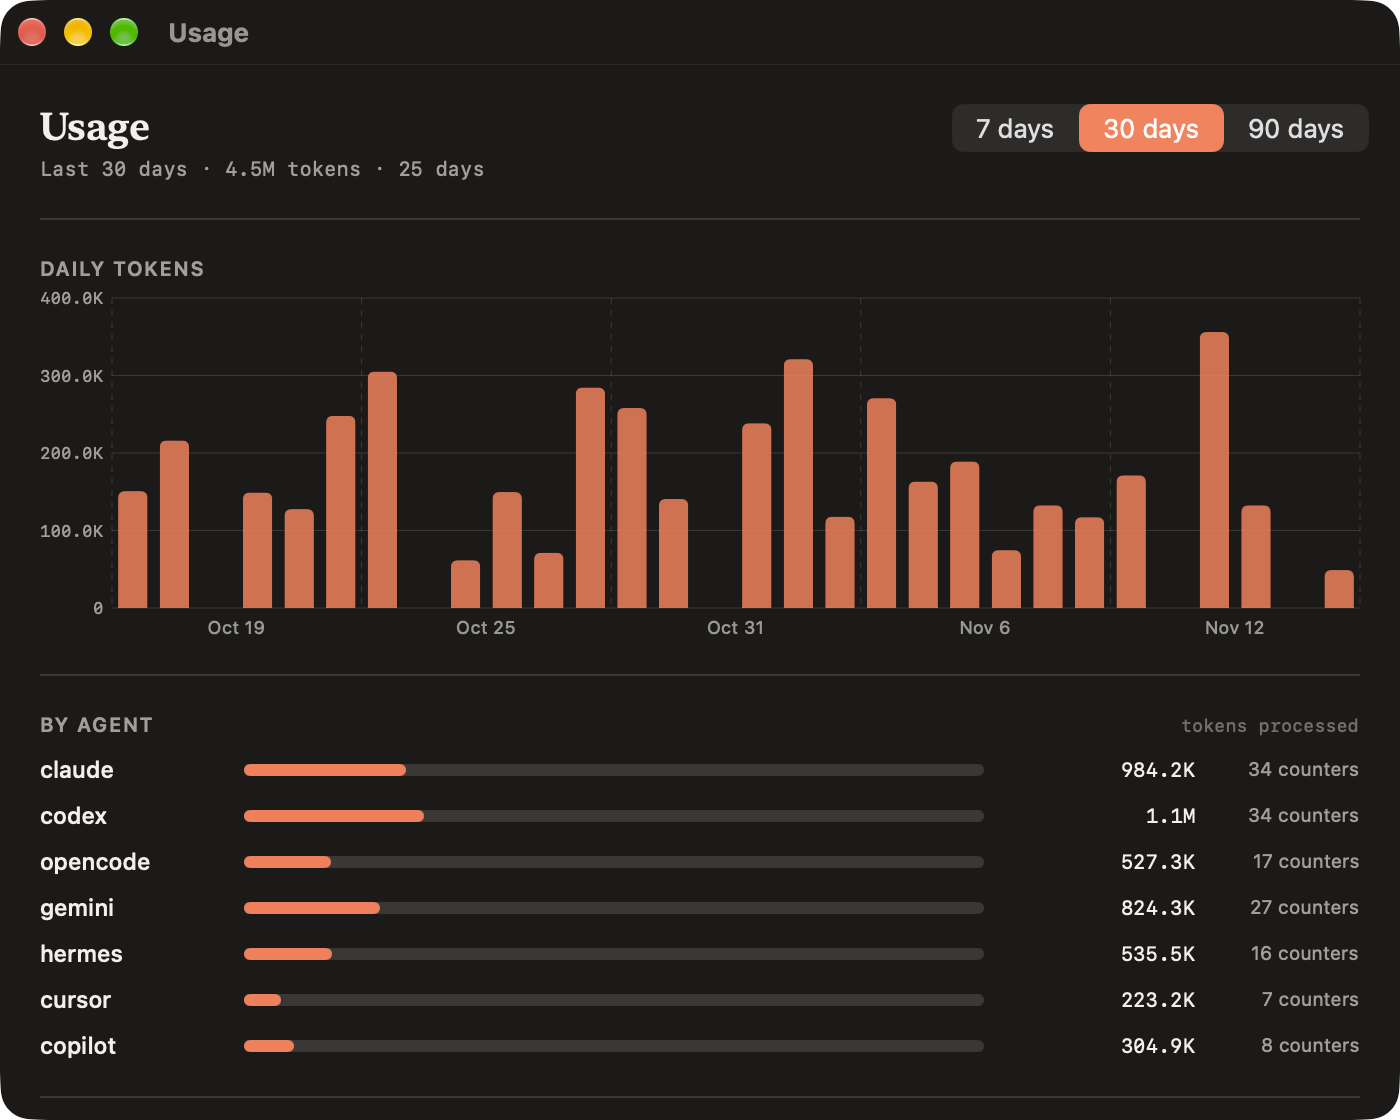 Usage
Usage
7 days 30 days 90 days
Last 30 days · 4.5M tokens · 25 days
DAILY TOKENS
400.0K
300.0K
200.0K
100.0K
0
Oct 19 Oct 25 Oct 31 Nov 6 Nov 12
BY AGENT tokens processed
claude 984.2K 34 counters
codex 1.1M 34 counters
opencode 527.3K 17 counters
gemini 824.3K 27 counters
hermes 535.5K 16 counters
cursor 223.2K 7 counters
copilot 304.9K 8 counters